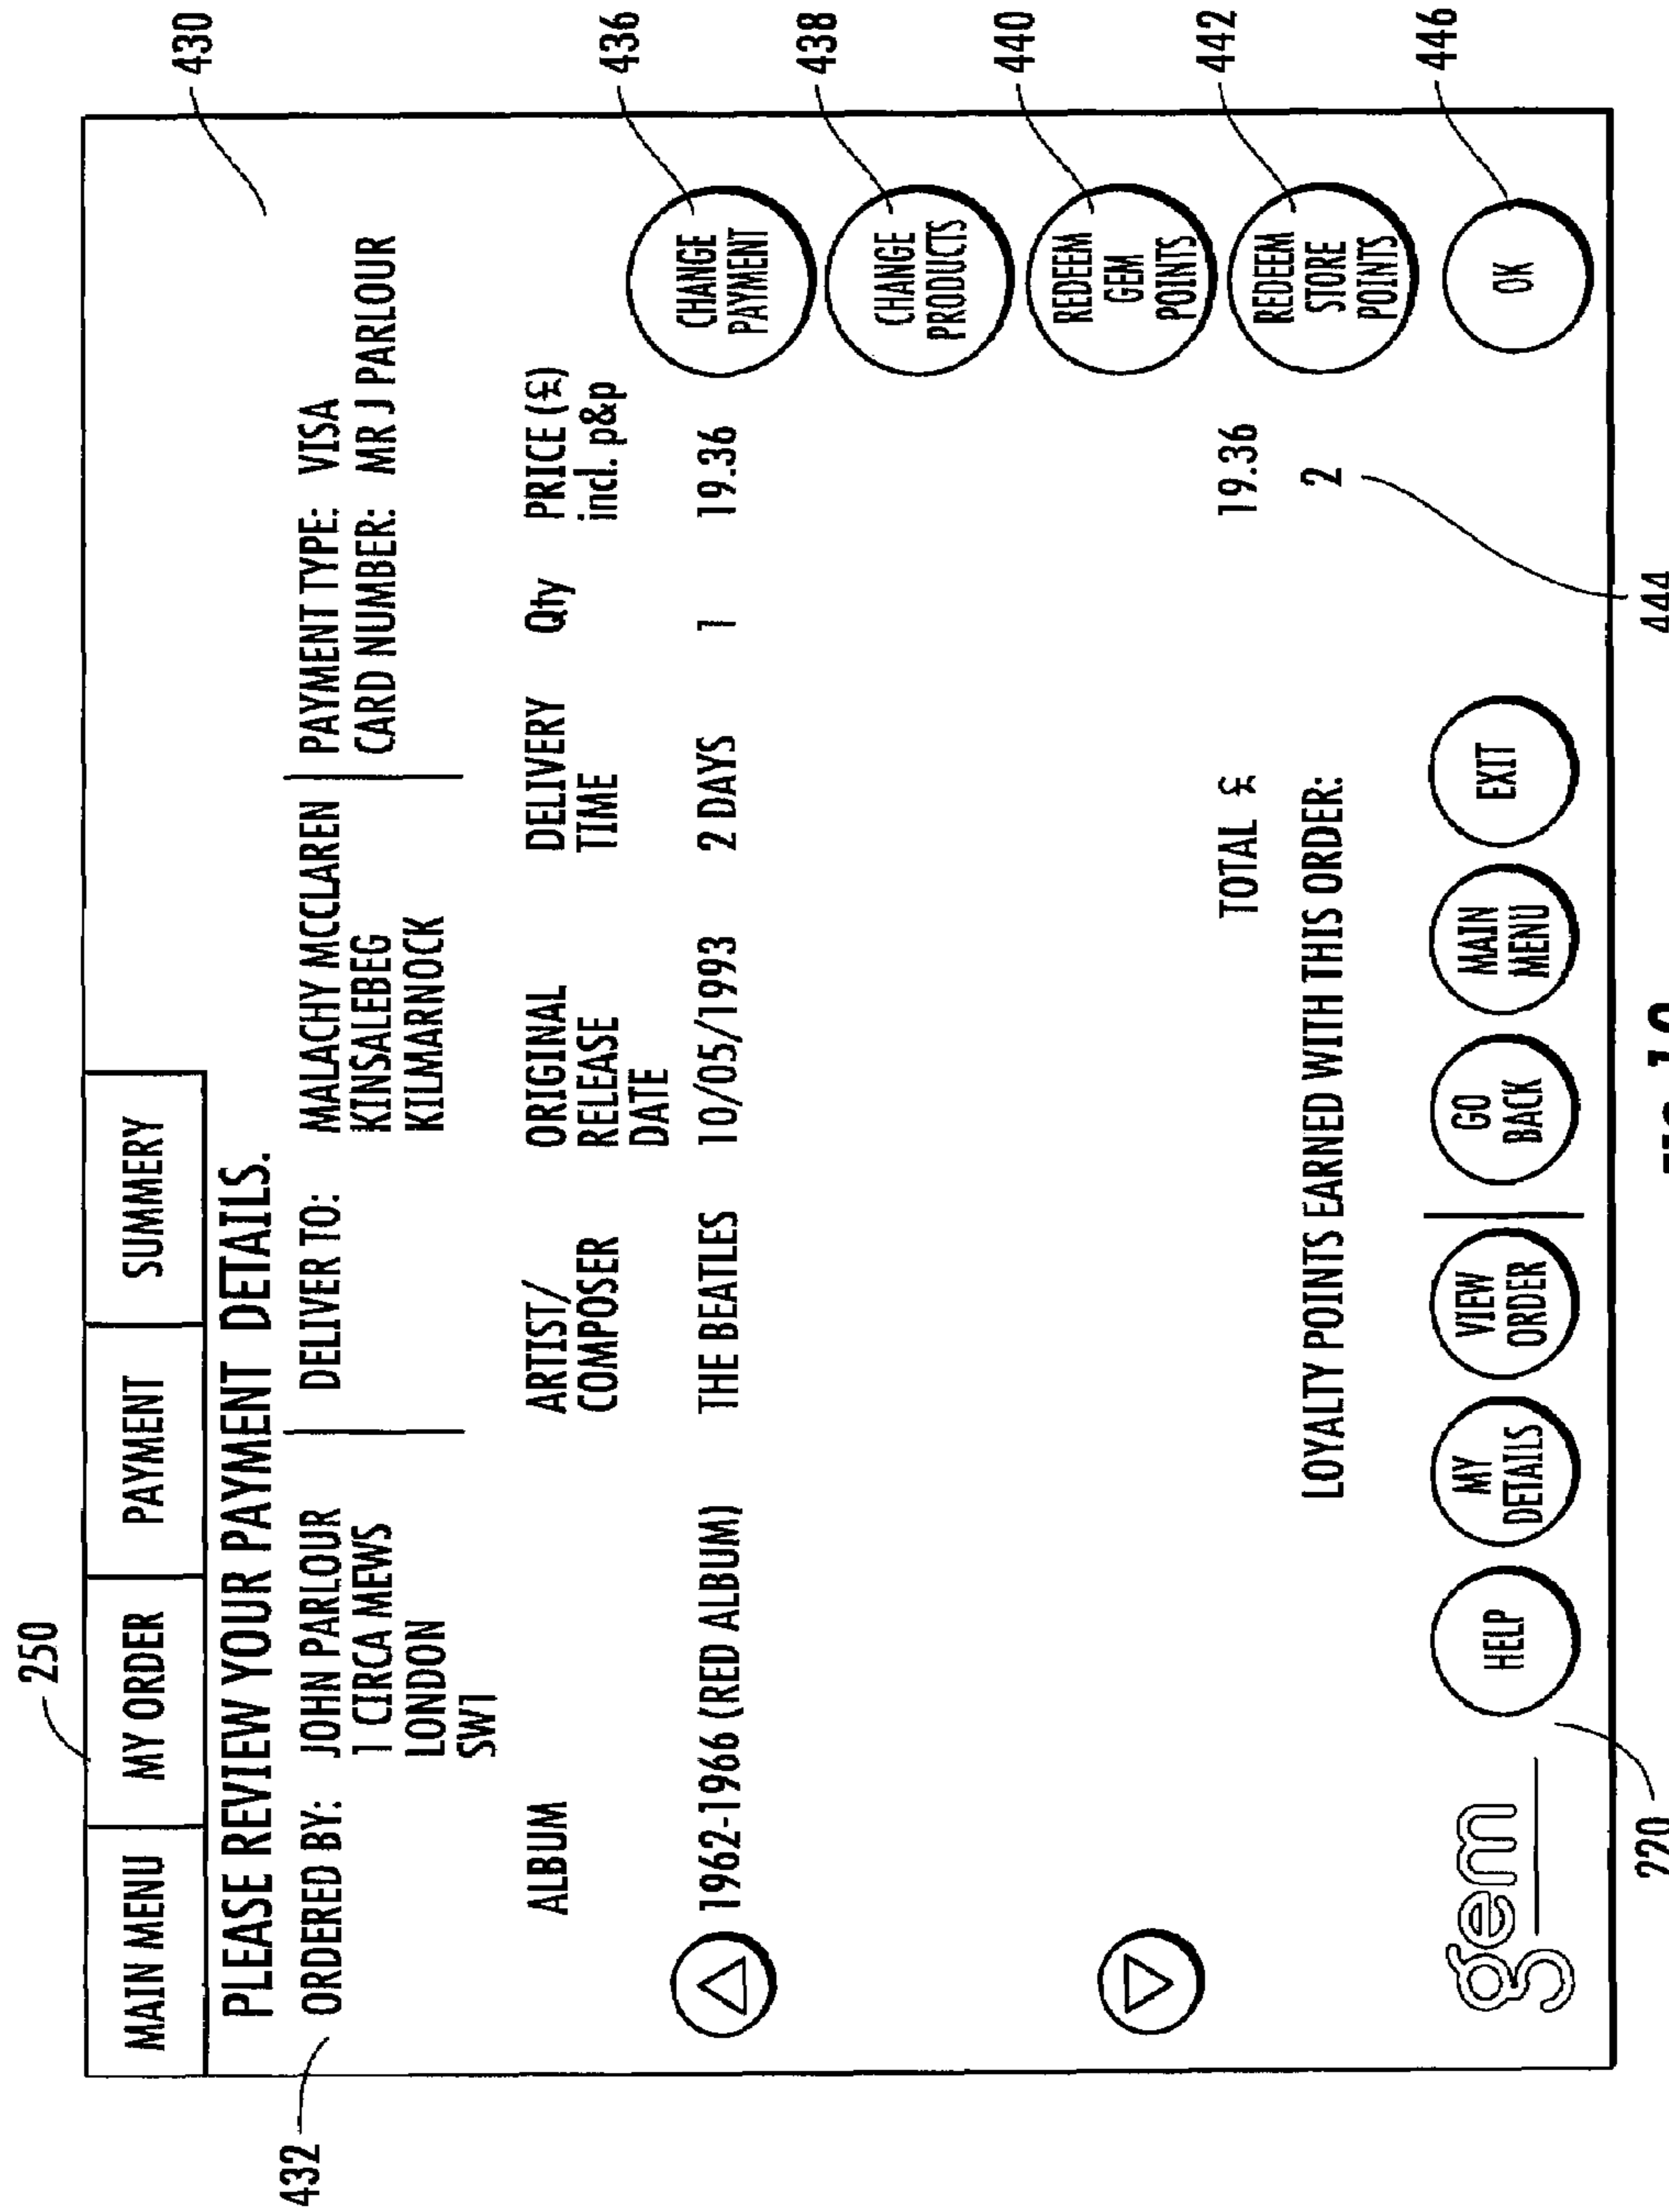 250
MAIN MENU
MY ORDER
PAYMENT
SUMMERY
430
PLEASE REVIEW YOUR PAYMENT DETAILS.
432
ORDERED BY: JOHN PARLOUR
1 CIRCA MEWS
LONDON
SW1
DELIVER TO: MALACHY MCCLAREN
KINSALEBEG
KILMARNOCK
PAYMENT TYPE: VISA
CARD NUMBER: MR J PARLOUR
ALBUM
ARTIST/
COMPOSER
ORIGINAL
RELEASE
DATE
DELIVERY
TIME
Qty
PRICE (£)
incl. p&p
1962-1966 (RED ALBUM) THE BEATLES 10/05/1993 2 DAYS 1 19.36
CHANGE
PAYMENT
436
CHANGE
PRODUCTS
438
REDEEM
GEM
POINTS
440
TOTAL £ 19.36
LOYALTY POINTS EARNED WITH THIS ORDER: 2
REDEEM
STORE
POINTS
442
gem
HELP
MY
DETAILS
VIEW
ORDER
GO
BACK
MAIN
MENU
EXIT
OK
446
220
444